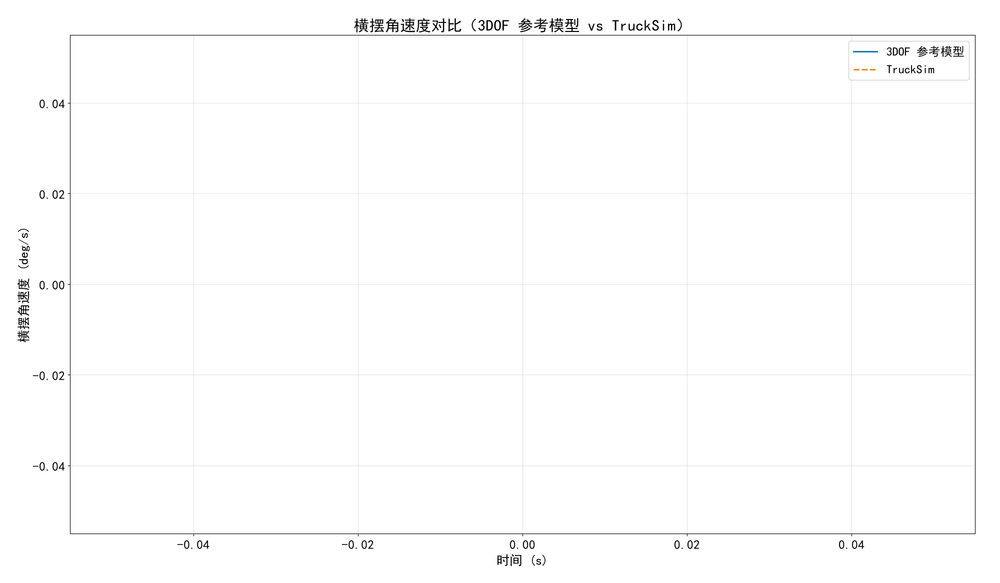 横摆角速度对比（3DOF 参考模型 vs TruckSim）
3DOF 参考模型
TruckSim
横摆角速度 (deg/s)
0.04
0.02
0.00
−0.02
−0.04
−0.04 −0.02 0.00 0.02 0.04
时间 (s)